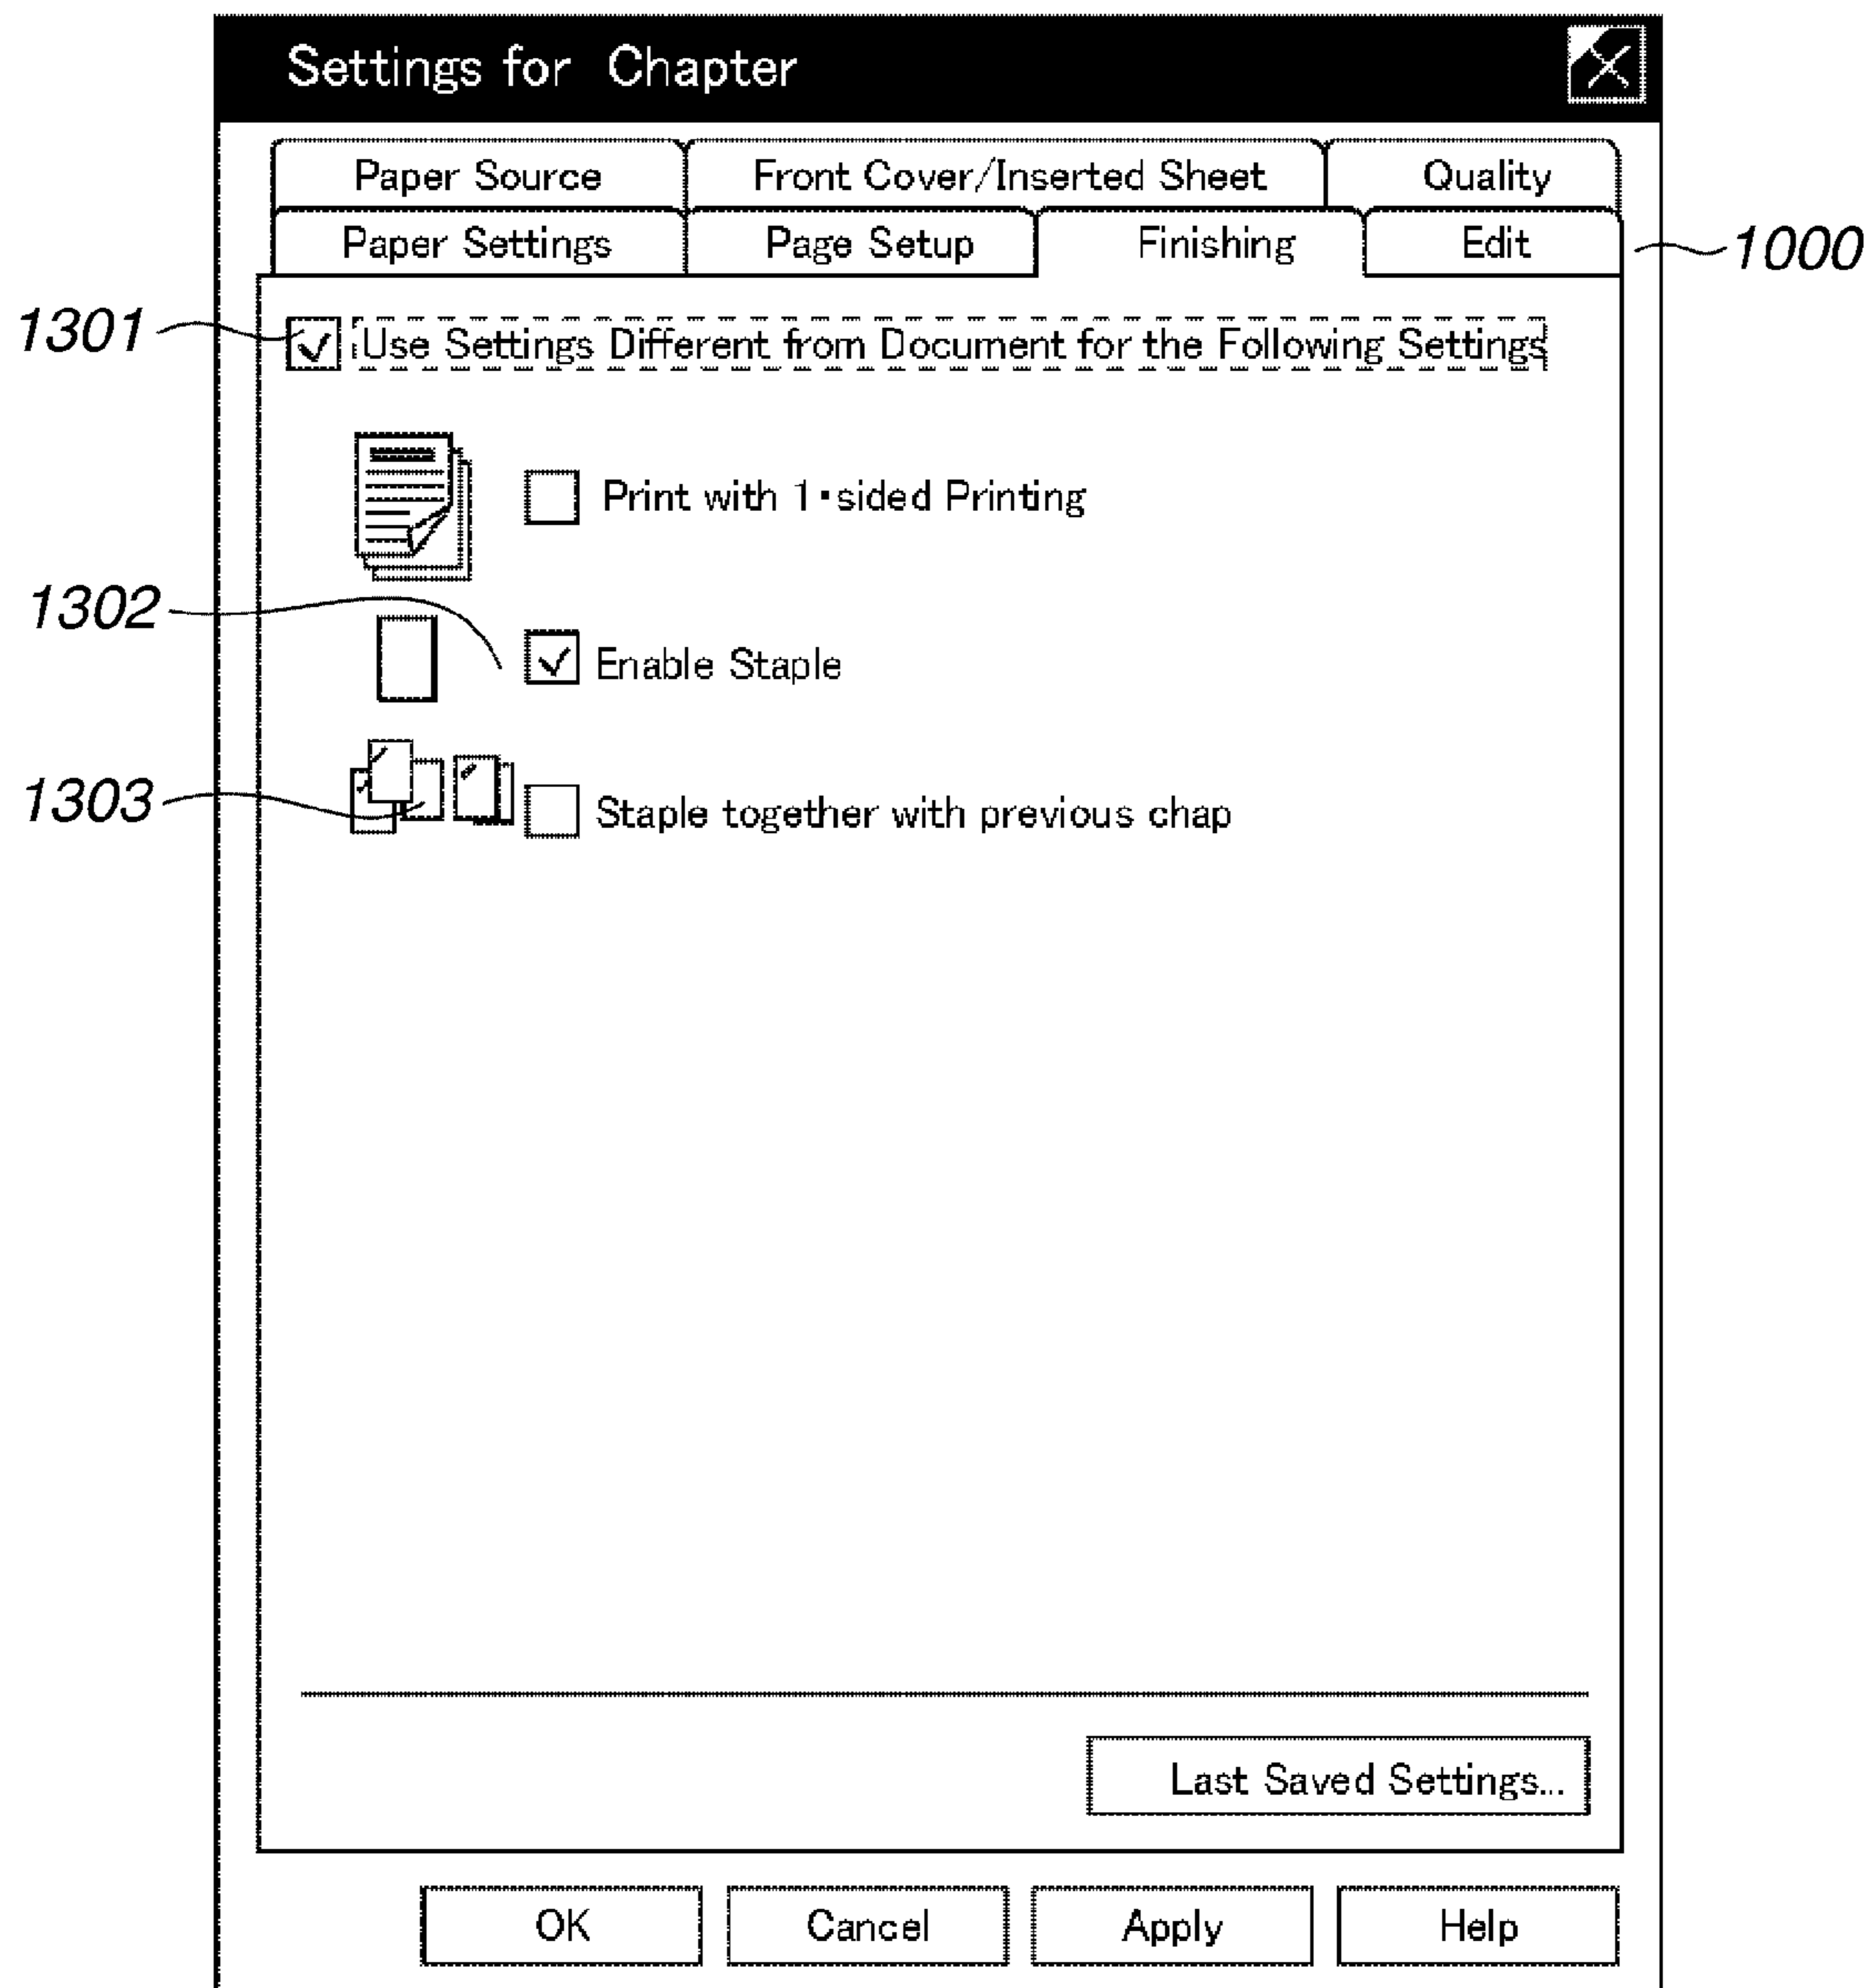 Settings for Chapter
Paper Source Front Cover/Inserted Sheet Quality
Paper Settings Page Setup Finishing Edit
1000
1301
Use Settings Different from Document for the Following Settings
Print with 1▪sided Printing
1302
Enable Staple
1303
Staple together with previous chap
Last Saved Settings...
OK Cancel Apply Help